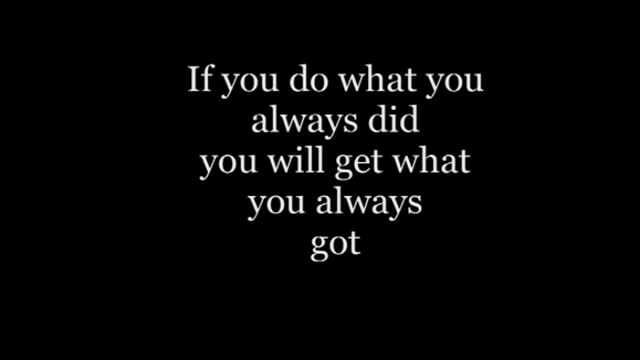 If you do what you
always did
you will get what
you always
got